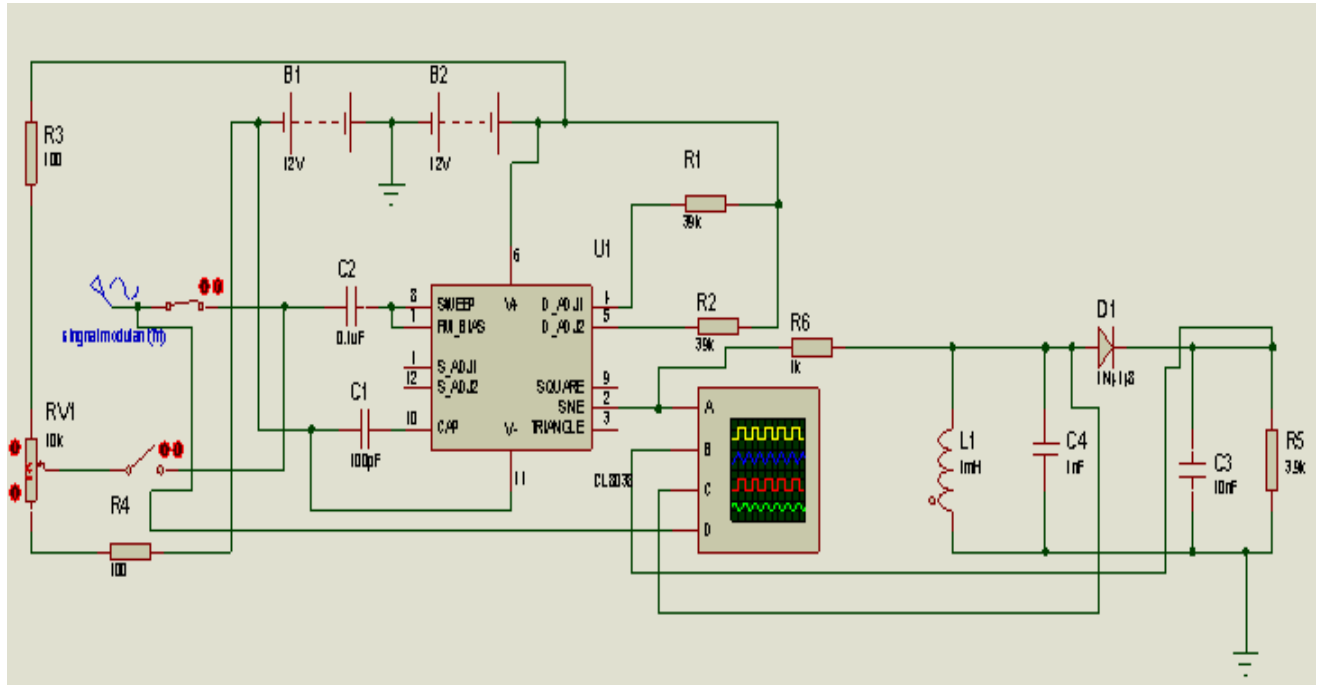 B1
B2
12V
12V
R3
100
R1
39k
6
U1
C2
0.1uF
8
SWEEP
V+
D_ADJ1
4
7
FM_BIAS
D_ADJ2
5
R2
39k
R6
1k
D1
1
S_ADJ1
12
S_ADJ2
SQUARE
9
SINE
2
10
CAP
V-
TRIANGLE
3
11
C1
100pF
RV1
10k
R4
100
A
B
C
D
L1
1mH
C4
1nF
C3
10nF
R5
3.9k